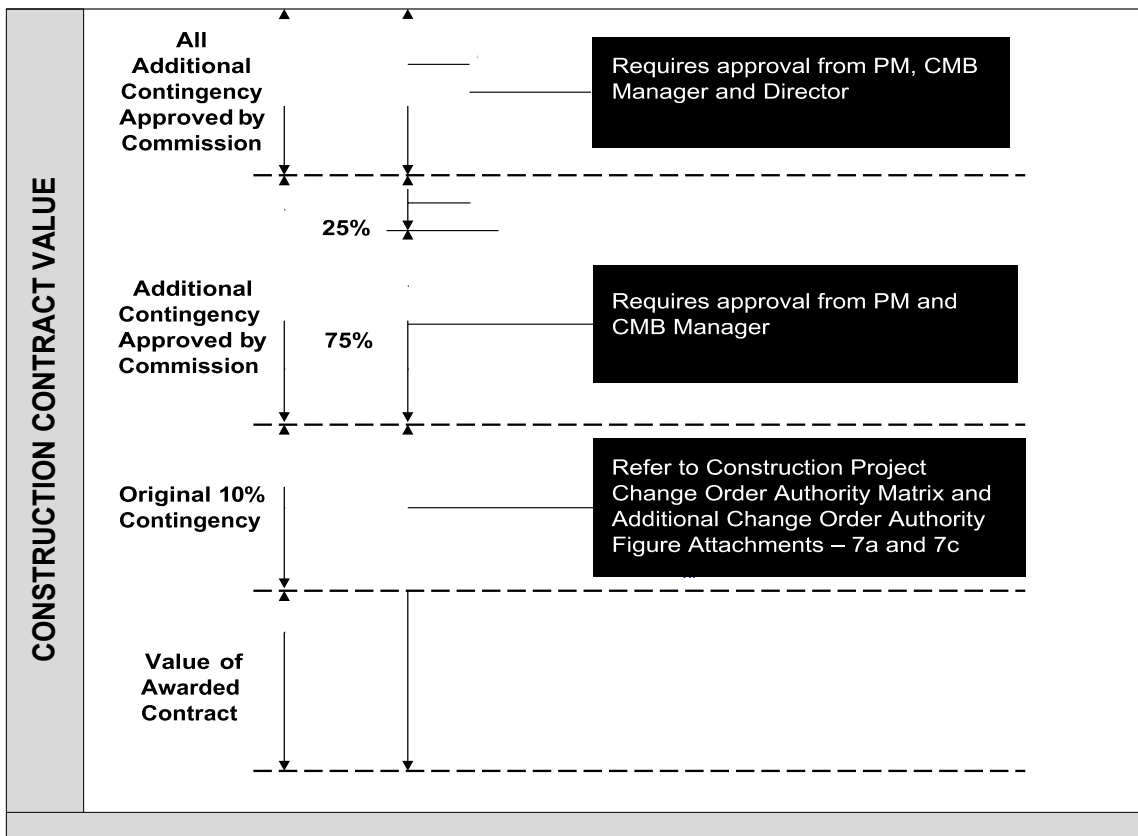 CONSTRUCTION CONTRACT VALUE
All
Additional
Contingency
Approved by
Commission
Requires approval from PM, CMB
Manager and Director
25%
Additional
Contingency
Approved by
Commission
75%
Requires approval from PM and
CMB Manager
Original 10%
Contingency
Refer to Construction Project
Change Order Authority Matrix and
Additional Change Order Authority
Figure Attachments – 7a and 7c
Value of
Awarded
Contract